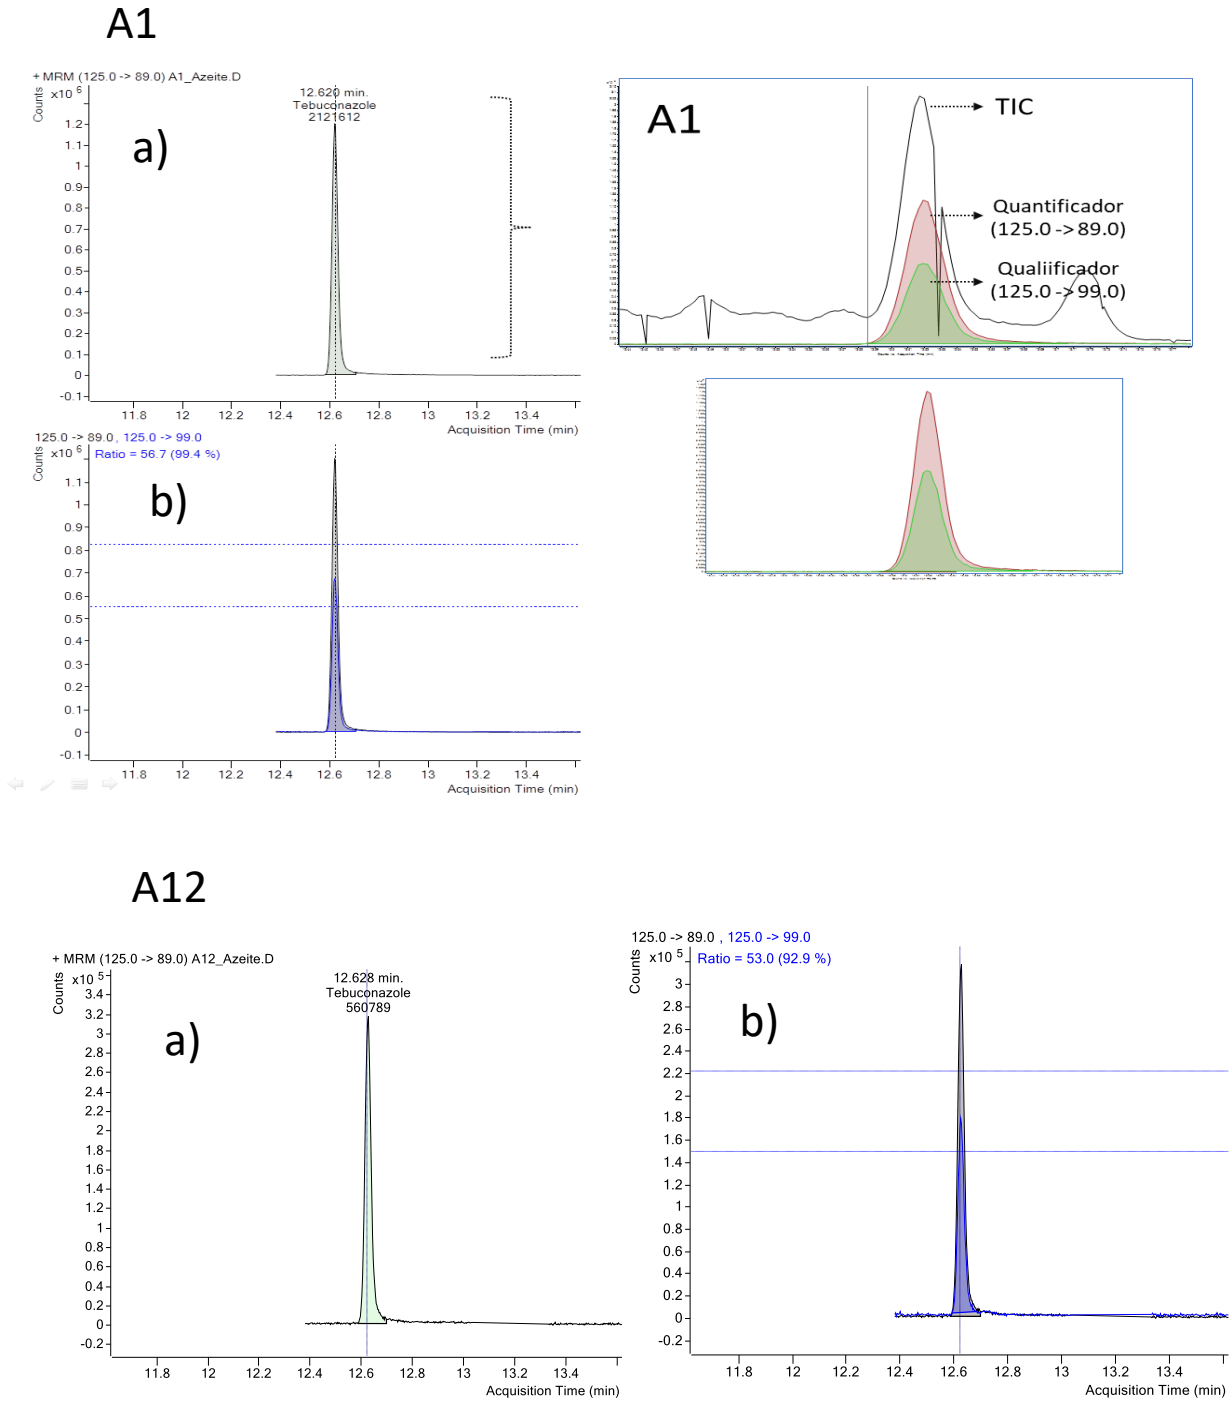 A1
+ MRM (125.0 -> 89.0) A1_Azeite.D
Counts
x10 6
12.620 min.
Tebuconazole
2121612
a)
1.2
1.1
1
0.9
0.8
0.7
0.6
0.5
0.4
0.3
0.2
0.1
0
-0.1
11.8 12 12.2 12.4 12.6 12.8 13 13.2 13.4
Acquisition Time (min)
A1
TIC
Quantificador
(125.0 -> 89.0)
Qualiificador
(125.0 -> 99.0)
125.0 -> 89.0 , 125.0 -> 99.0
Counts
x10 6
Ratio = 56.7 (99.4 %)
b)
1.1
1
0.9
0.8
0.7
0.6
0.5
0.4
0.3
0.2
0.1
0
-0.1
11.8 12 12.2 12.4 12.6 12.8 13 13.2 13.4
Acquisition Time (min)
A12
+ MRM (125.0 -> 89.0) A12_Azeite.D
Counts
x10 5
12.628 min.
Tebuconazole
560789
a)
3.4
3.2
3
2.8
2.6
2.4
2.2
2
1.8
1.6
1.4
1.2
1
0.8
0.6
0.4
0.2
0
-0.2
11.8 12 12.2 12.4 12.6 12.8 13 13.2 13.4
Acquisition Time (min)
125.0 -> 89.0 , 125.0 -> 99.0
Counts
x10 5
Ratio = 53.0 (92.9 %)
b)
3
2.8
2.6
2.4
2.2
2
1.8
1.6
1.4
1.2
1
0.8
0.6
0.4
0.2
0
-0.2
11.8 12 12.2 12.4 12.6 12.8 13 13.2 13.4
Acquisition Time (min)